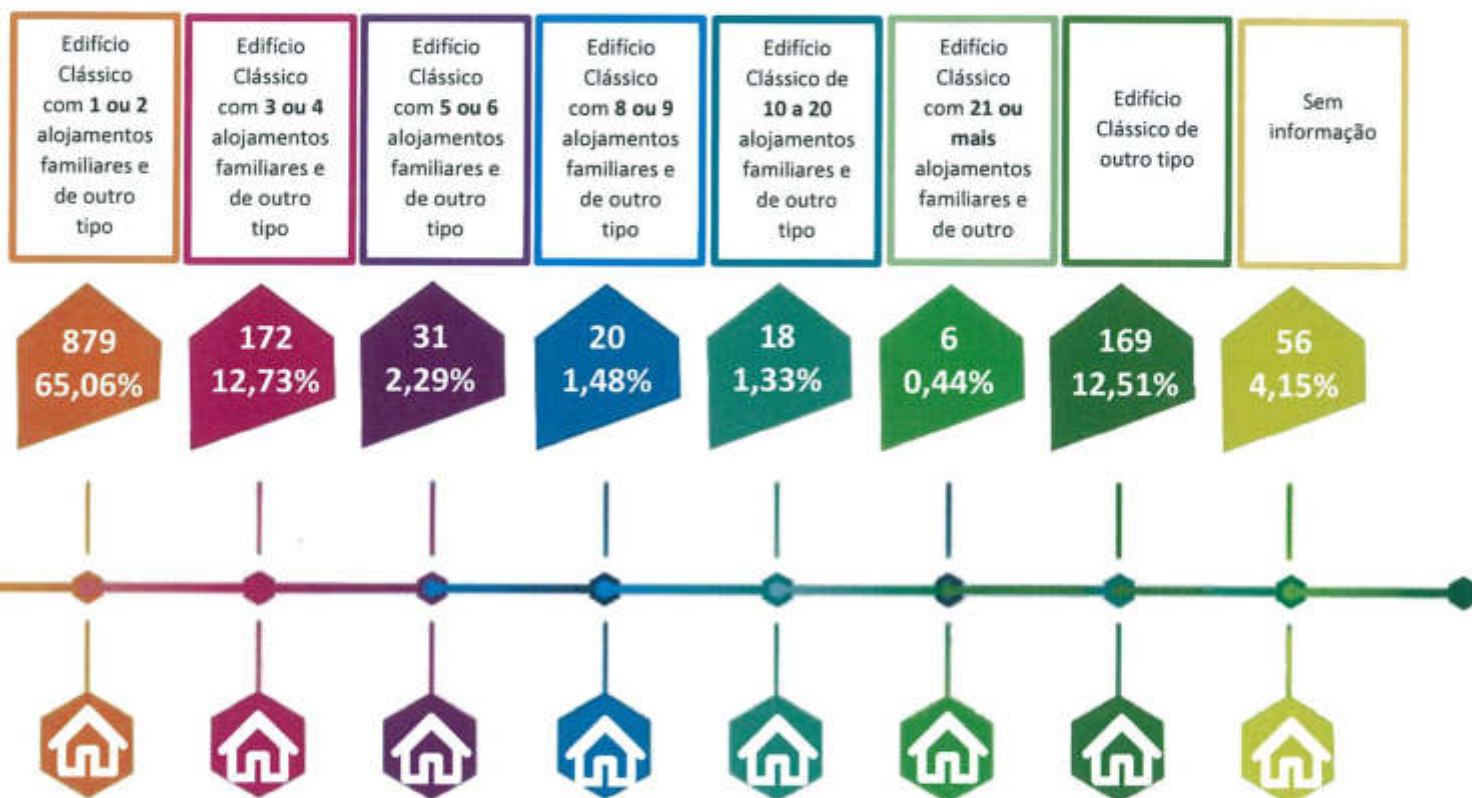 Edifício
Clássico
com 1 ou 2
alojamentos
familiares e
de outro
tipo
Edifício
Clássico
com 3 ou 4
alojamentos
familiares e
de outro
tipo
Edifício
Clássico
com 5 ou 6
alojamentos
familiares e
de outro
tipo
Edifício
Clássico
com 8 ou 9
alojamentos
familiares e
de outro
tipo
Edifício
Clássico de
10 a 20
alojamentos
familiares e
de outro
tipo
Edifício
Clássico
com 21 ou
mais
alojamentos
familiares e
de outro
Edifício
Clássico de
outro tipo
Sem
informação
879
65,06%
172
12,73%
31
2,29%
20
1,48%
18
1,33%
6
0,44%
169
12,51%
56
4,15%